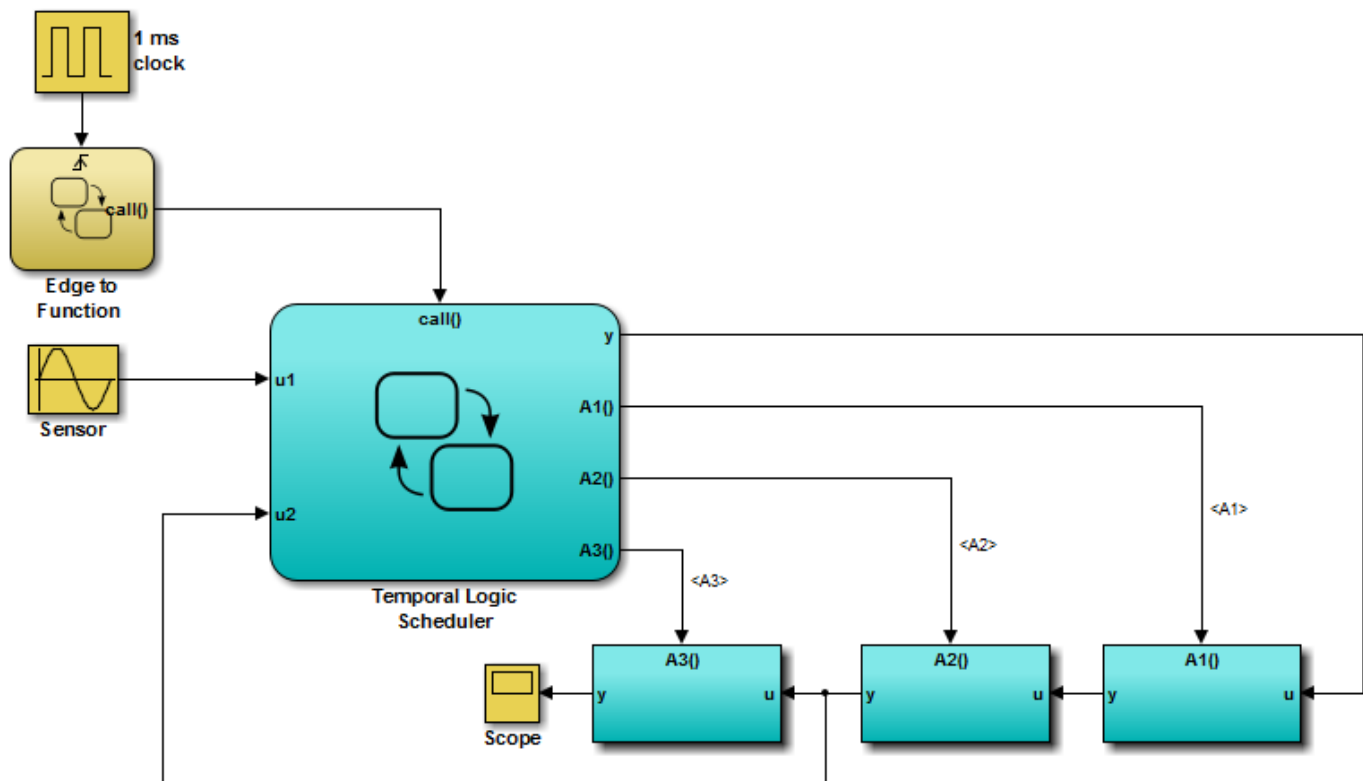 1 ms
clock
call()
Edge to
Function
call()
y
u1
Sensor
A1()
A2()
u2
<A1>
A3()
<A2>
<A3>
Temporal Logic
Scheduler
A3()
A2()
A1()
y
u
y
u
y
u
Scope